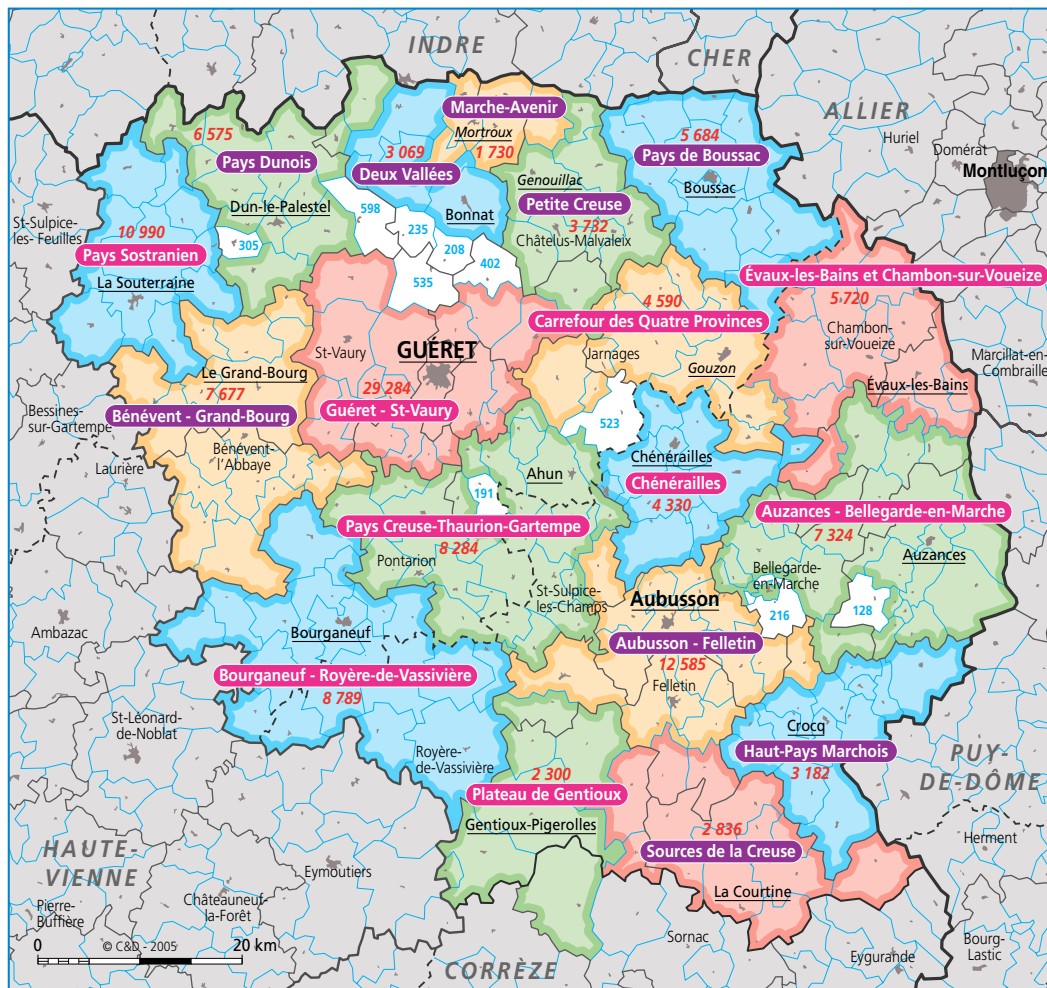 INDRE
CHER
ALLIER
Huriel
Domérat
Montluçon
Marche-Avenir
Mortroux
1 730
6 575
Pays Dunois
3 069
Deux Vallées
5 684
Pays de Boussac
Boussac
Genouillac
Petite Creuse
3 732
Châtelus-Malvaleix
Dun-le-Palestel
Bonnat
598
235
208
402
305
535
St-Sulpice-
les- Feuilles
10 990
Pays Sostranien
La Souterraine
Évaux-les-Bains et Chambon-sur-Voueize
5 720
Chambon-
sur-Voueize
Évaux-les-Bains
4 590
Carrefour des Quatre Provinces
Jarnages
Gouzon
St-Vaury
GUÉRET
29 284
Guéret - St-Vaury
Marcillat-en-
Combraille
Le Grand-Bourg
7 677
Bénévent - Grand-Bourg
Bénévent-
l'Abbaye
Bessines-
sur-Gartempe
Laurière
523
Chénérailles
Chénérailles
4 330
Ahun
191
Pays Creuse-Thaurion-Gartempe
8 284
Pontarion
St-Sulpice-
les-Champs
Auzances - Bellegarde-en-Marche
7 324
Auzances
Bellegarde-
en-Marche
216
128
Aubusson
Aubusson - Felletin
12 585
Felletin
Ambazac
Bourganeuf
Bourganeuf - Royère-de-Vassivière
8 789
St-Léonard-
de-Noblat
Royère-
de-Vassivière
Crocq
Haut-Pays Marchois
3 182
PUY-
DE-DÔME
2 300
Plateau de Gentioux
Gentioux-Pigerolles
2 836
Sources de la Creuse
La Courtine
Herment
HAUTE-
VIENNE
Eymoutiers
Châteauneuf-
la-Forêt
Pierre-
Buffière
Sornac
Eygurande
Bourg-
Lastic
CORRÈZE
0 © C&D - 2005 20 km